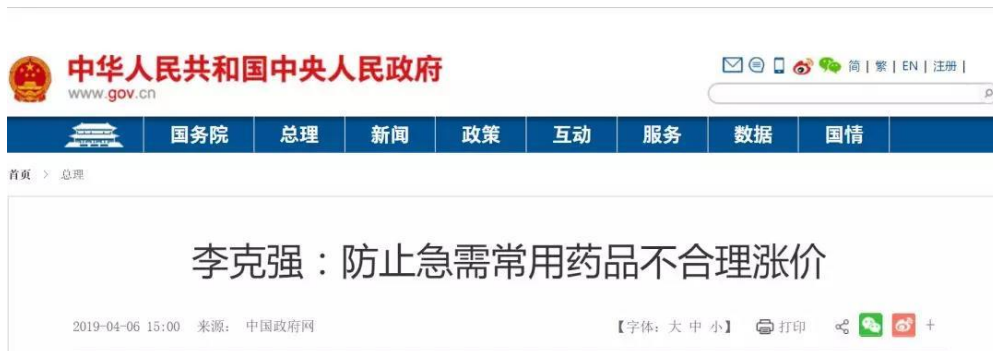 中华人民共和国中央人民政府
www.gov.cn
简 | 繁 | EN | 注册 |
国务院 总理 新闻 政策 互动 服务 数据 国情
首页 > 总理
李克强：防止急需常用药品不合理涨价
2019-04-06 15:00 来源： 中国政府网 【字体：大 中 小】 打印 +